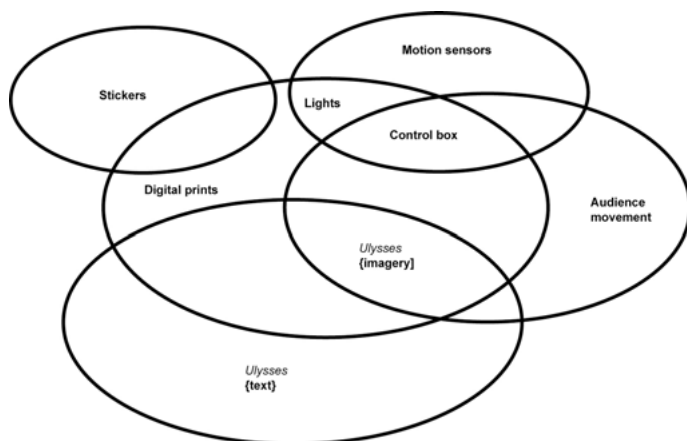 Motion sensors
Stickers
Lights
Control box
Digital prints
Audience
movement
Ulysses
{imagery]
Ulysses
{text}